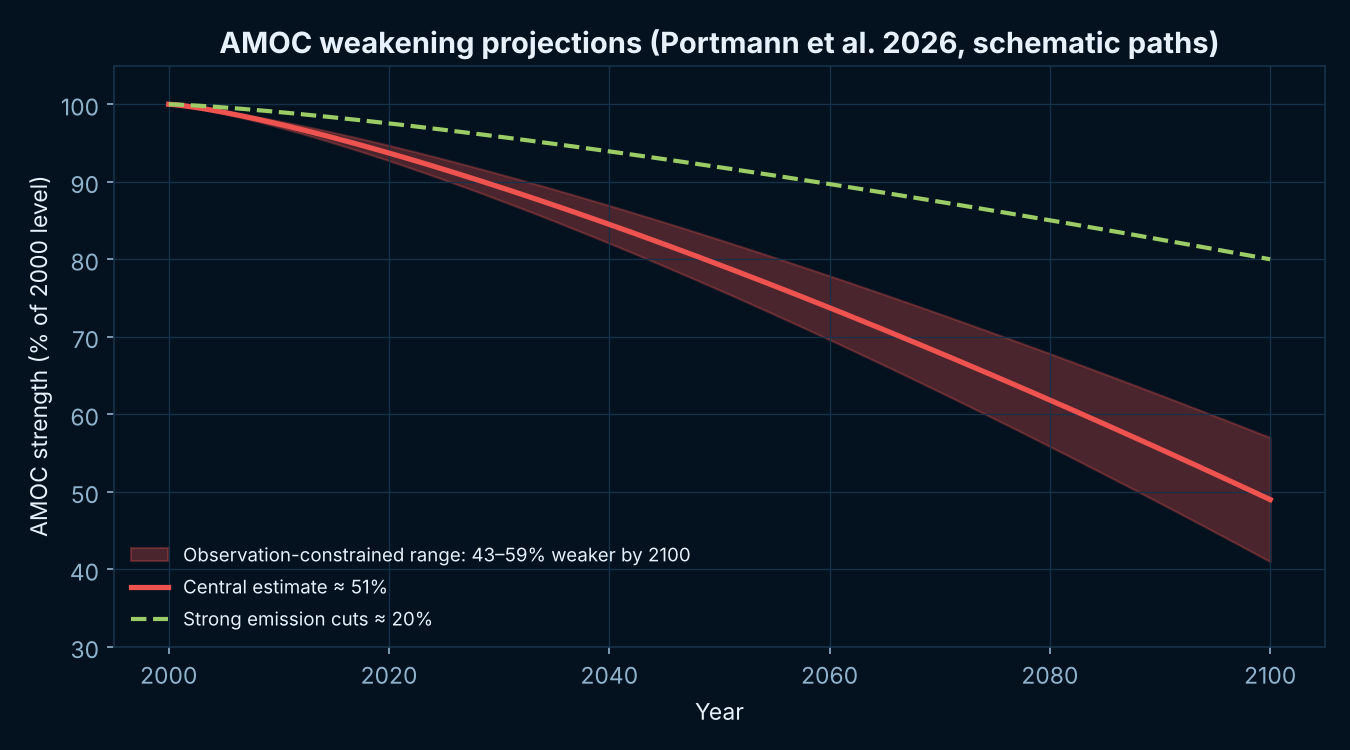 AMOC weakening projections (Portmann et al. 2026, schematic paths)
AMOC strength (% of 2000 level)
100
90
80
70
60
50
40
30
Observation-constrained range: 43–59% weaker by 2100
Central estimate ≈ 51%
Strong emission cuts ≈ 20%
2000 2020 2040 2060 2080 2100
Year